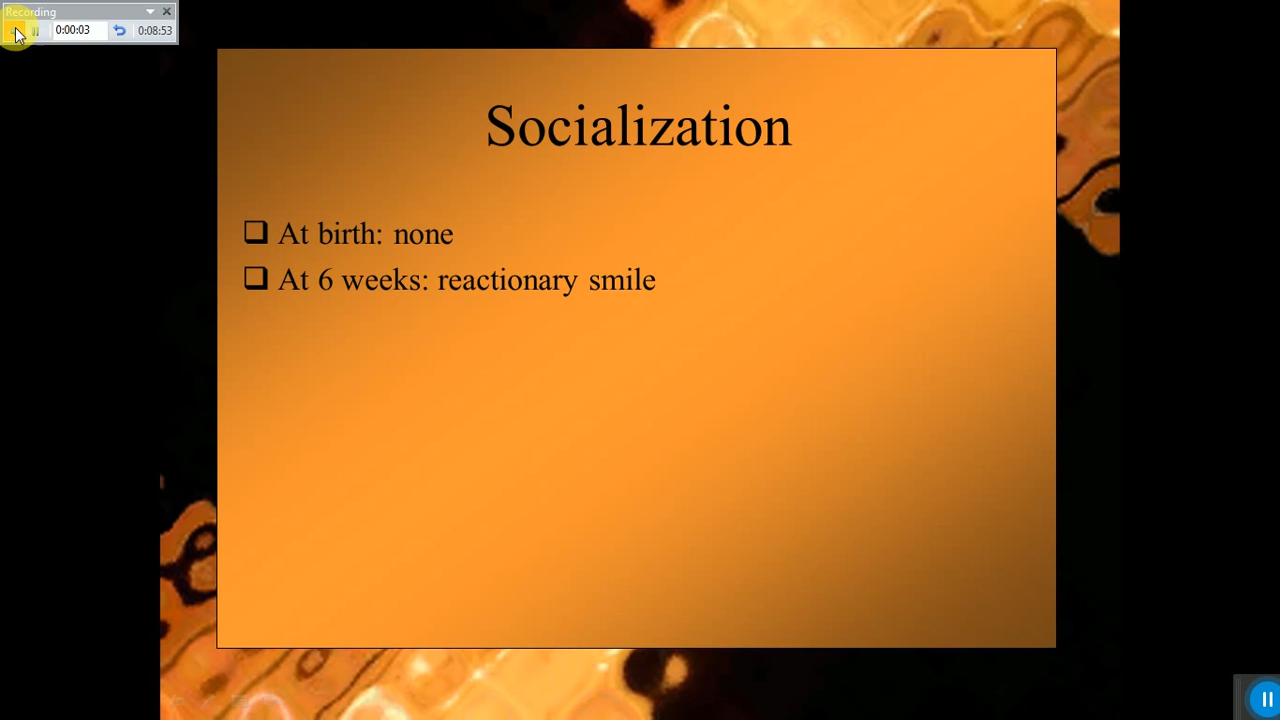 Recording
0:00:03 0:08:53
Socialization
At birth: none
At 6 weeks: reactionary smile